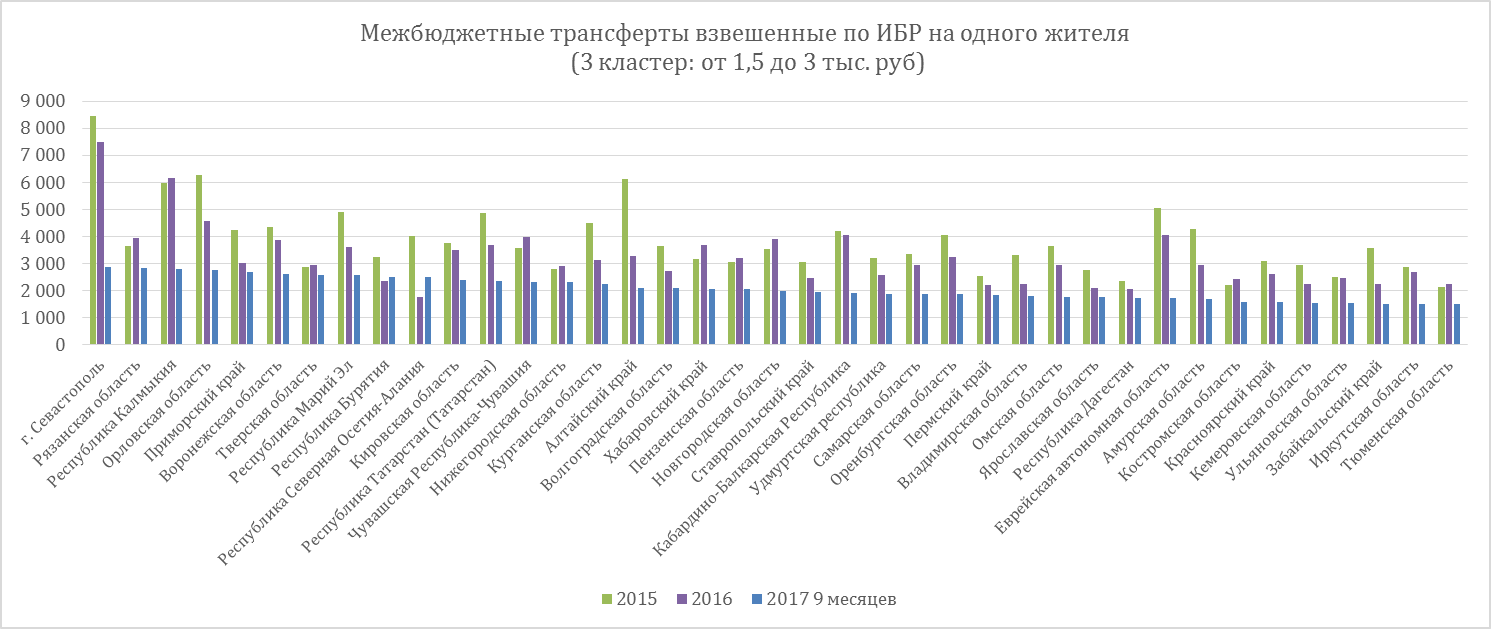 Межбюджетные трансферты взвешенные по ИБР на одного жителя
(3 кластер: от 1,5 до 3 тыс. руб)
9 000
8 000
7 000
6 000
5 000
4 000
3 000
2 000
1 000
0
г. Севастополь
Рязанская область
Республика Калмыкия
Орловская область
Приморский край
Воронежская область
Тверская область
Республика Марий Эл
Республика Бурятия
Республика Северная Осетия-Алания
Кировская область
Республика Татарстан (Татарстан)
Чувашская Республика-Чувашия
Нижегородская область
Курганская область
Алтайский край
Волгоградская область
Хабаровский край
Пензенская область
Новгородская область
Ставропольский край
Кабардино-Балкарская Республика
Удмуртская республика
Самарская область
Оренбургская область
Пермский край
Владимирская область
Омская область
Ярославская область
Республика Дагестан
Еврейская автономная область
Амурская область
Костромская область
Красноярский край
Кемеровская область
Ульяновская область
Забайкальский край
Иркутская область
Тюменская область
2015 2016 2017 9 месяцев